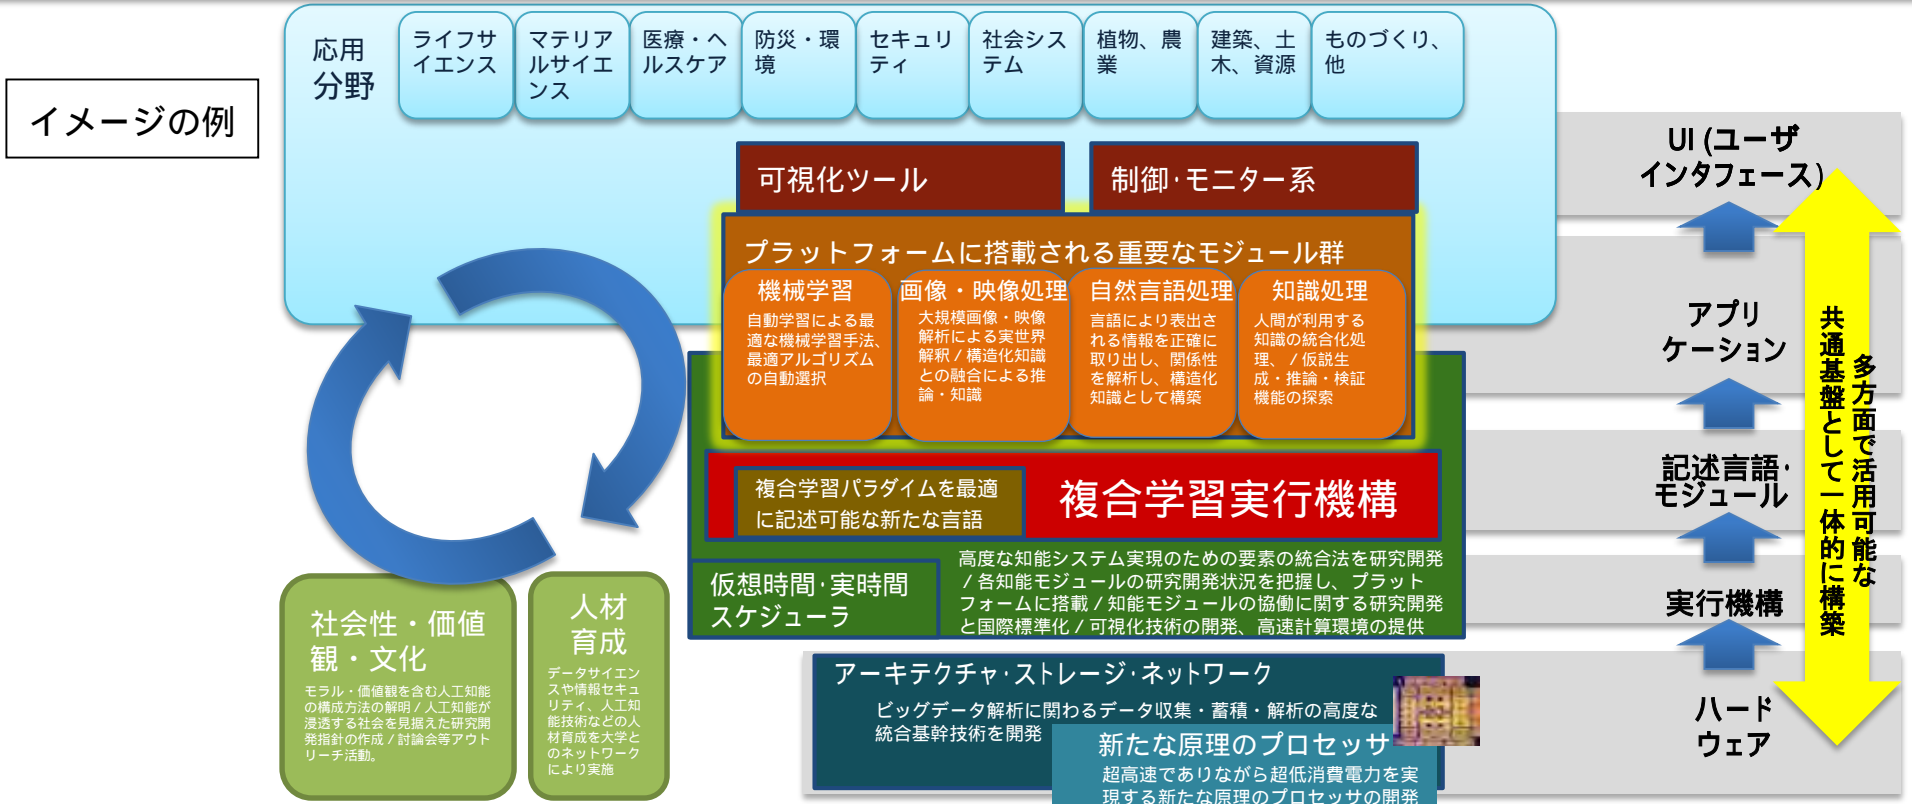 イメージの例
応用
分野
ライフサ
イエンス
マテリア
ルサイエ
ンス
医療・ヘ
ルスケア
防災・環
境
セキュリ
ティ
社会シス
テム
植物、農
業
建築、土
木、資源
ものづくり、
他
可視化ツール
制御・モニター系
プラットフォームに搭載される重要なモジュール群
機械学習
自動学習による最
適な機械学習手法、
最適アルゴリズム
の自動選択
画像・映像処理
大規模画像・映像
解析による実世界
解釈/構造化知識
との融合による推
論・知識
自然言語処理
言語により表出さ
れる情報を正確に
取り出し、関係性
を解析し、構造化
知識として構築
知識処理
人間が利用する
知識の統合化処
理、/仮説生
成・推論・検証
機能の探索
複合学習パラダイムを最適
に記述可能な新たな言語
複合学習実行機構
仮想時間・実時間
スケジューラ
高度な知能システム実現のための要素の統合法を研究開発
/各知能モジュールの研究開発状況を把握し、プラット
フォームに搭載/知能モジュールの協働に関する研究開発
と国際標準化/可視化技術の開発、高速計算環境の提供
社会性・価値
観・文化
モラル・価値観を含む人工知能
の構成方法の解明/人工知能が
浸透する社会を見据えた研究開
発指針の作成/討論会等アウト
リーチ活動。
人材
育成
データサイエン
スや情報セキュ
リティ、人工知
能技術などの人
材育成を大学と
のネットワーク
により実施
アーキテクチャ・ストレージ・ネットワーク
ビッグデータ解析に関わるデータ収集・蓄積・解析の高度な
統合基幹技術を開発
新たな原理のプロセッサ
超高速でありながら超低消費電力を実
現する新たな原理のプロセッサの開発
UI (ユーザ
インタフェース)
アプリ
ケーション
記述言語・
モジュール
実行機構
ハード
ウェア
多方面で活用可能な
共通基盤として一体的に構築